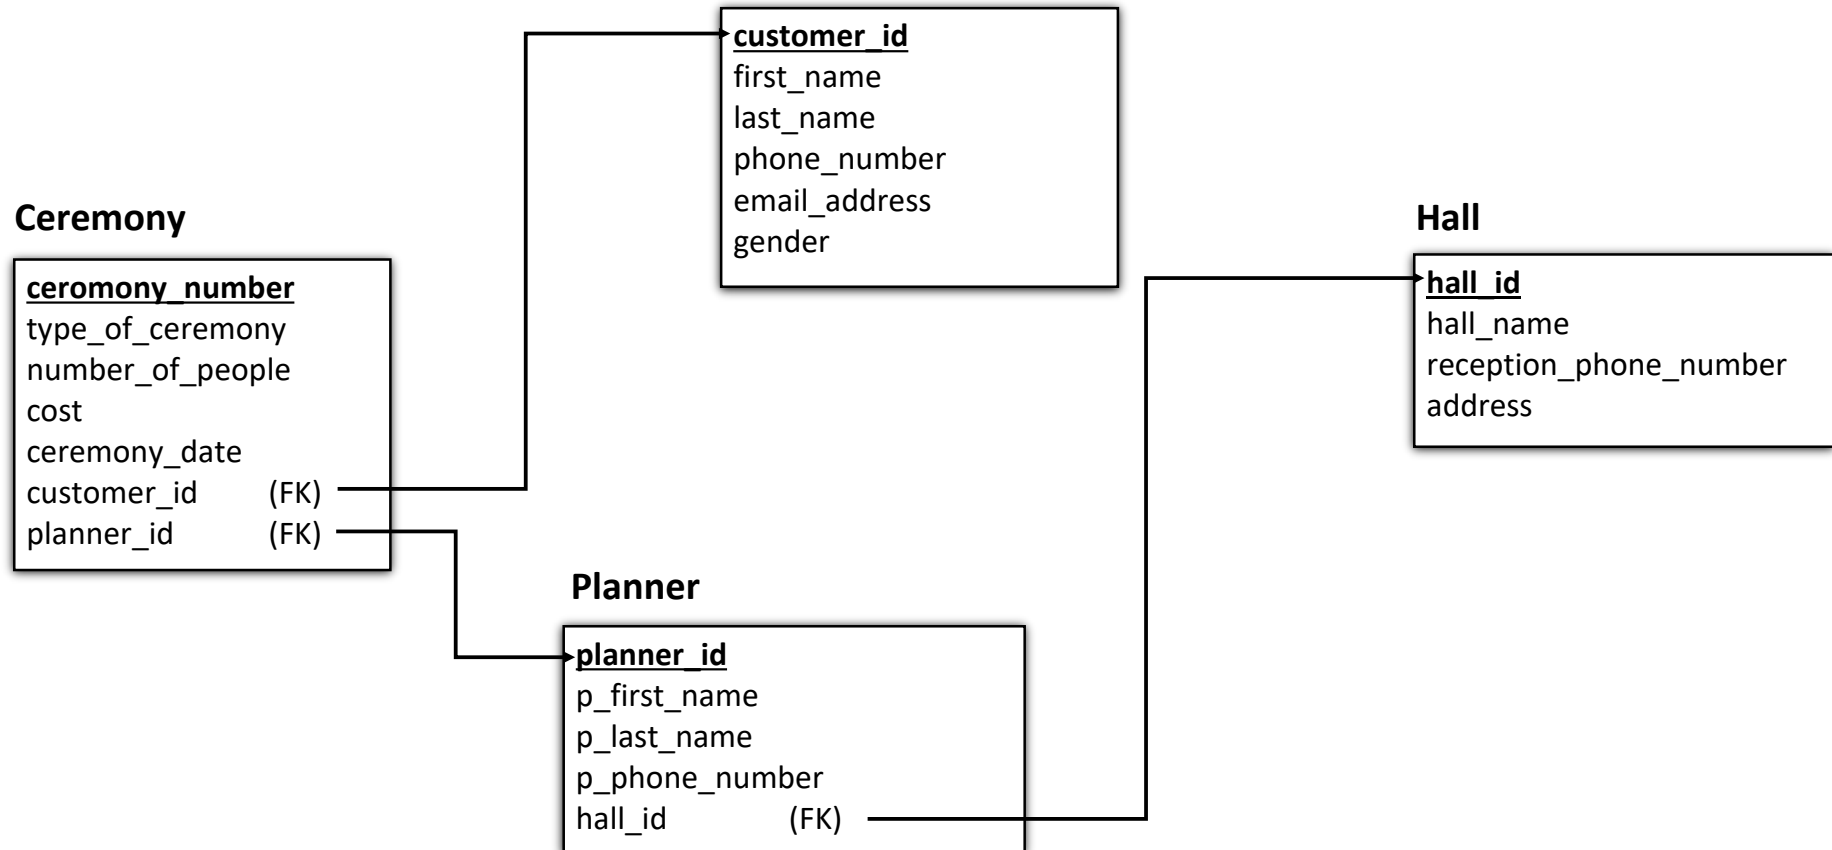 customer_id
first_name
last_name
phone_number
email_address
gender
Ceremony
ceromony_number
type_of_ceremony
number_of_people
cost
ceremony_date
customer_id (FK)
planner_id (FK)
Hall
hall_id
hall_name
reception_phone_number
address
Planner
planner_id
p_first_name
p_last_name
p_phone_number
hall_id (FK)